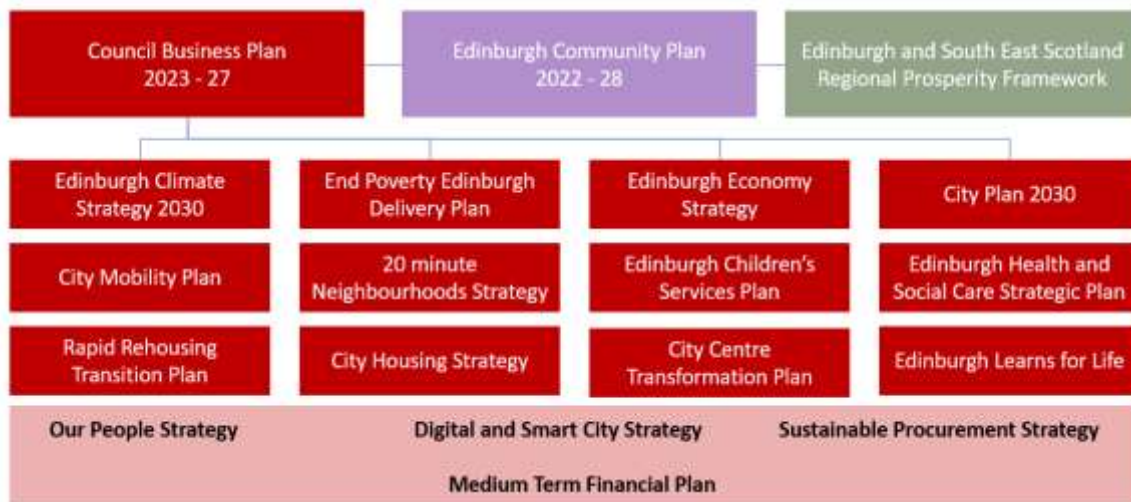 Council Business Plan
2023 - 27
Edinburgh Community Plan
2022 - 28
Edinburgh and South East Scotland
Regional Prosperity Framework
Edinburgh Climate
Strategy 2030
End Poverty Edinburgh
Delivery Plan
Edinburgh Economy
Strategy
City Plan 2030
City Mobility Plan
20 minute
Neighbourhoods Strategy
Edinburgh Children's
Services Plan
Edinburgh Health and
Social Care Strategic Plan
Rapid Rehousing
Transition Plan
City Housing Strategy
City Centre
Transformation Plan
Edinburgh Learns for Life
Our People Strategy
Digital and Smart City Strategy
Sustainable Procurement Strategy
Medium Term Financial Plan